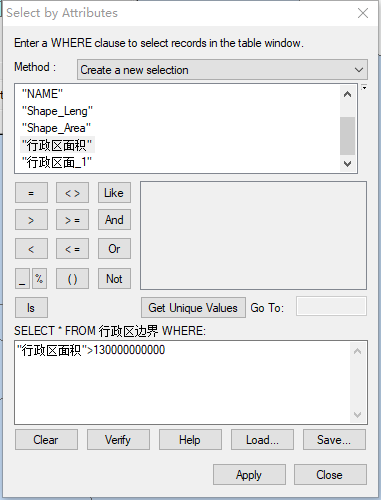 Select by Attributes
Enter a WHERE clause to select records in the table window.
Method : Create a new selection
"NAME"
"Shape_Leng"
"Shape_Area"
"行政区面积"
"行政区面_1"
= < > Like
> > = And
< < = Or
_ % ( ) Not
Is Get Unique Values Go To:
SELECT * FROM 行政区边界 WHERE:
"行政区面积">130000000000
Clear Verify Help Load... Save...
Apply Close